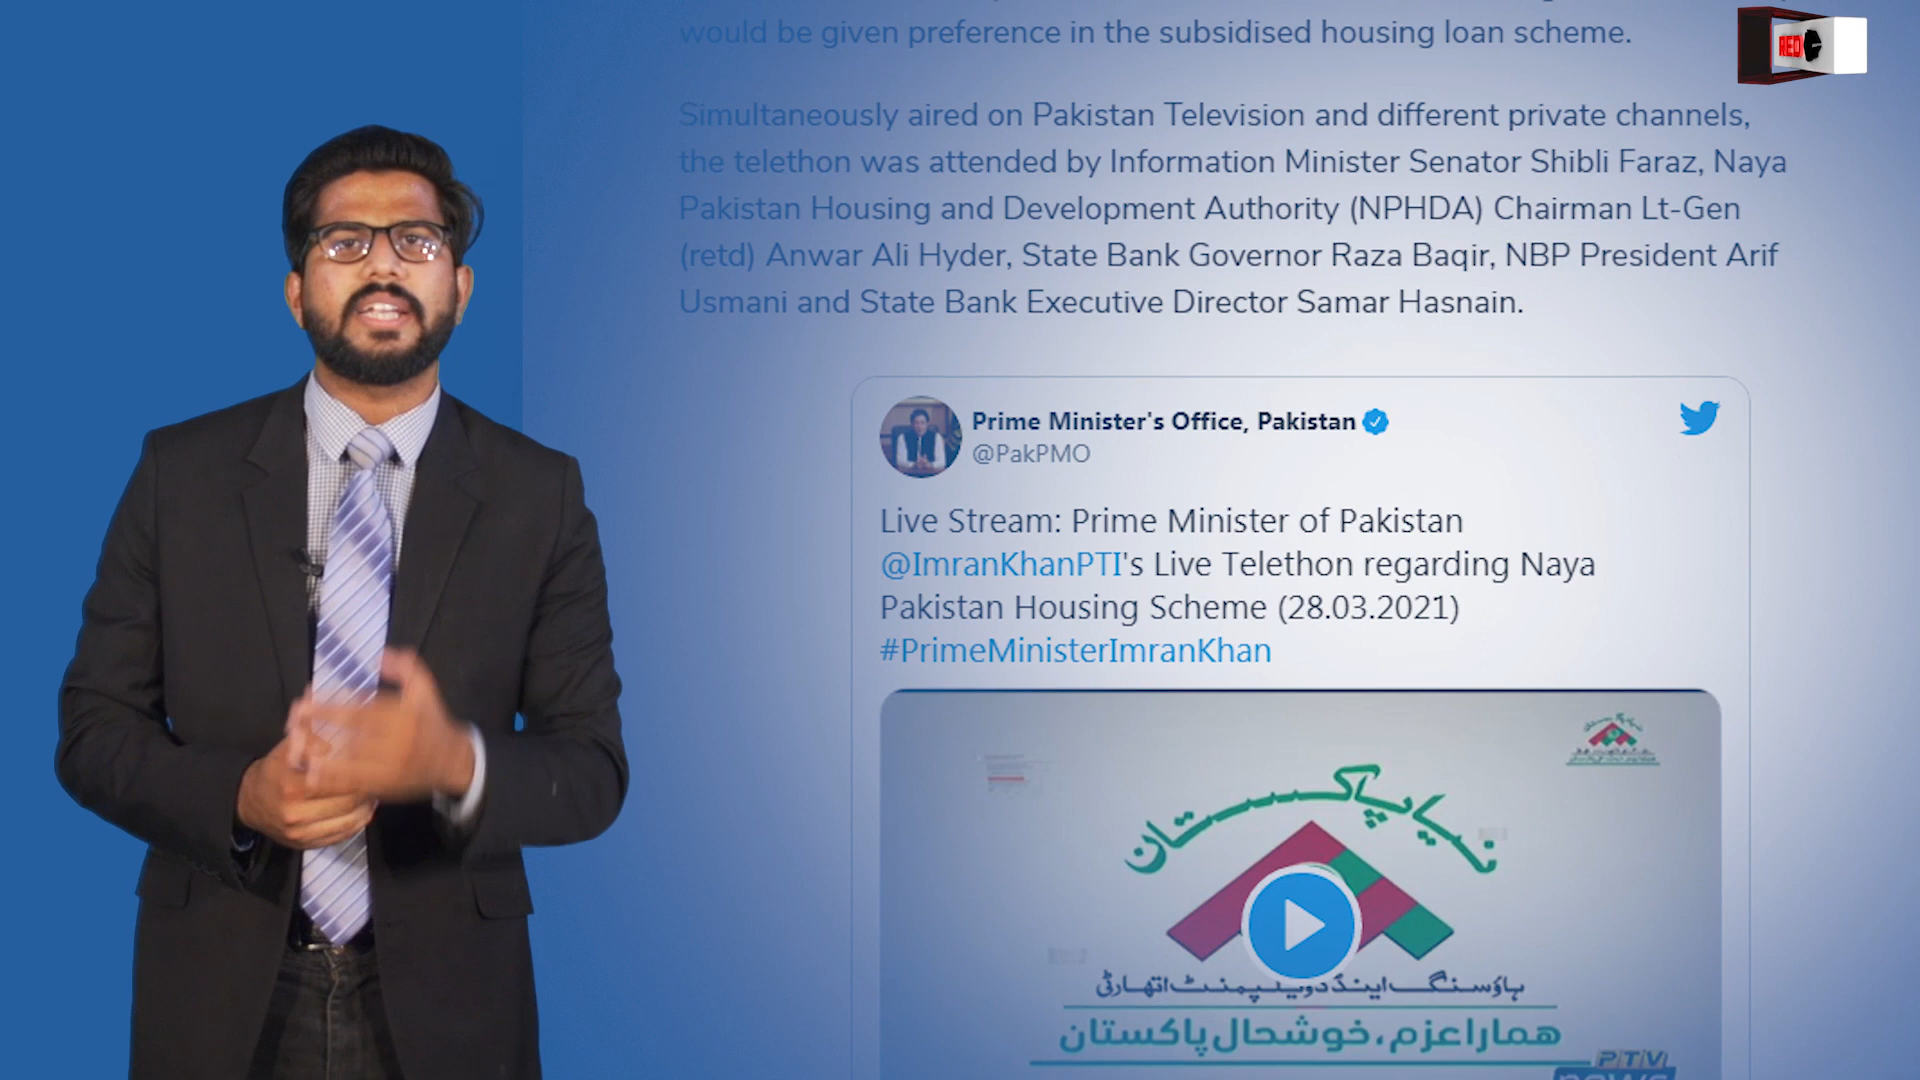 would be given preference in the subsidised housing loan scheme.
RED
Simultaneously aired on Pakistan Television and different private channels,
the telethon was attended by Information Minister Senator Shibli Faraz, Naya
Pakistan Housing and Development Authority (NPHDA) Chairman Lt-Gen
(retd) Anwar Ali Hyder, State Bank Governor Raza Baqir, NBP President Arif
Usmani and State Bank Executive Director Samar Hasnain.
Prime Minister's Office, Pakistan
@PakPMO
Live Stream: Prime Minister of Pakistan
@ImranKhanPTI's Live Telethon regarding Naya
Pakistan Housing Scheme (28.03.2021)
#PrimeMinisterImranKhan
نیا پاکستان
ہاؤسنگ اینڈ ڈویلپمنٹ اتھارٹی
ہمارا عزم، خوشحال پاکستان
PTV
news